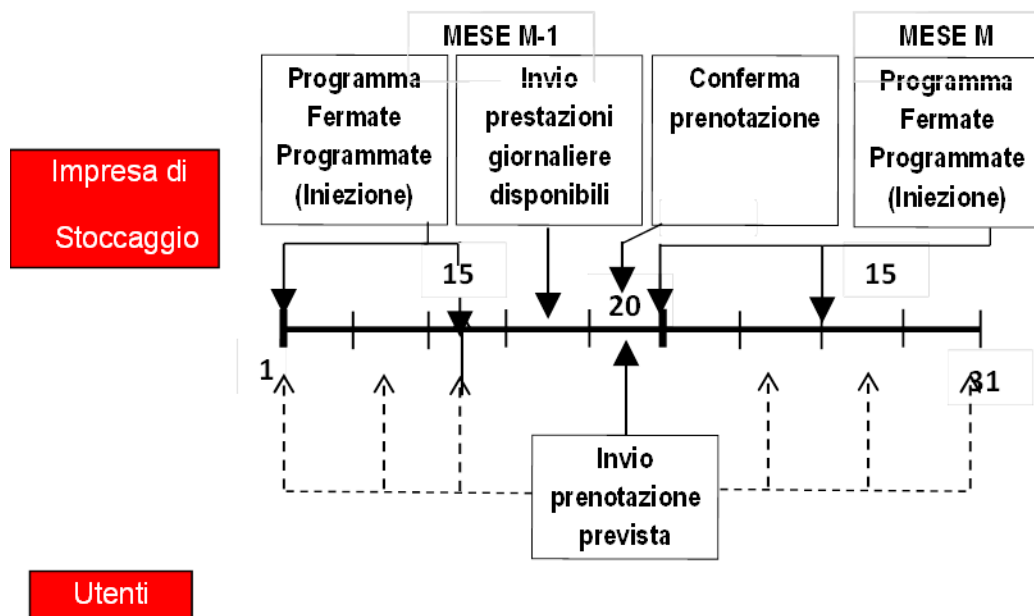 MESE M-1
MESE M
Programma
Fermate
Programmate
(Iniezione)
Invio
prestazioni
giornaliere
disponibili
Conferma
prenotazione
Programma
Fermate
Programmate
(Iniezione)
Impresa di
Stoccaggio
15
20
15
1
31
Invio
prenotazione
prevista
Utenti